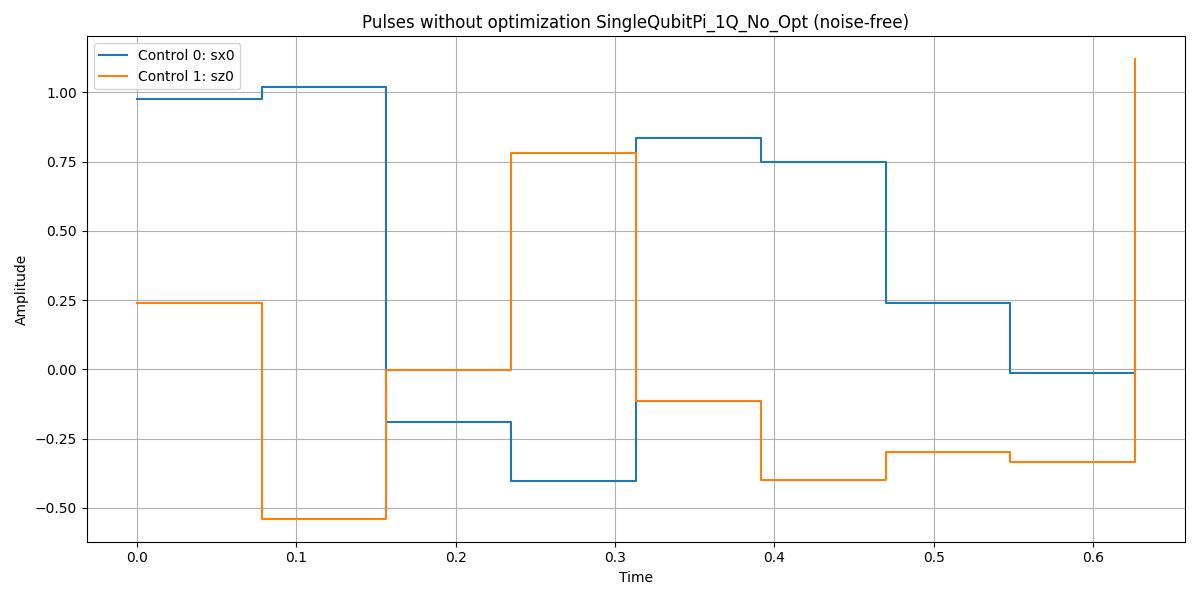 Pulses without optimization SingleQubitPi_1Q_No_Opt (noise-free)
Control 0: sx0
Control 1: sz0
1.00
0.75
0.50
0.25
0.00
−0.25
−0.50
Amplitude
0.0 0.1 0.2 0.3 0.4 0.5 0.6
Time